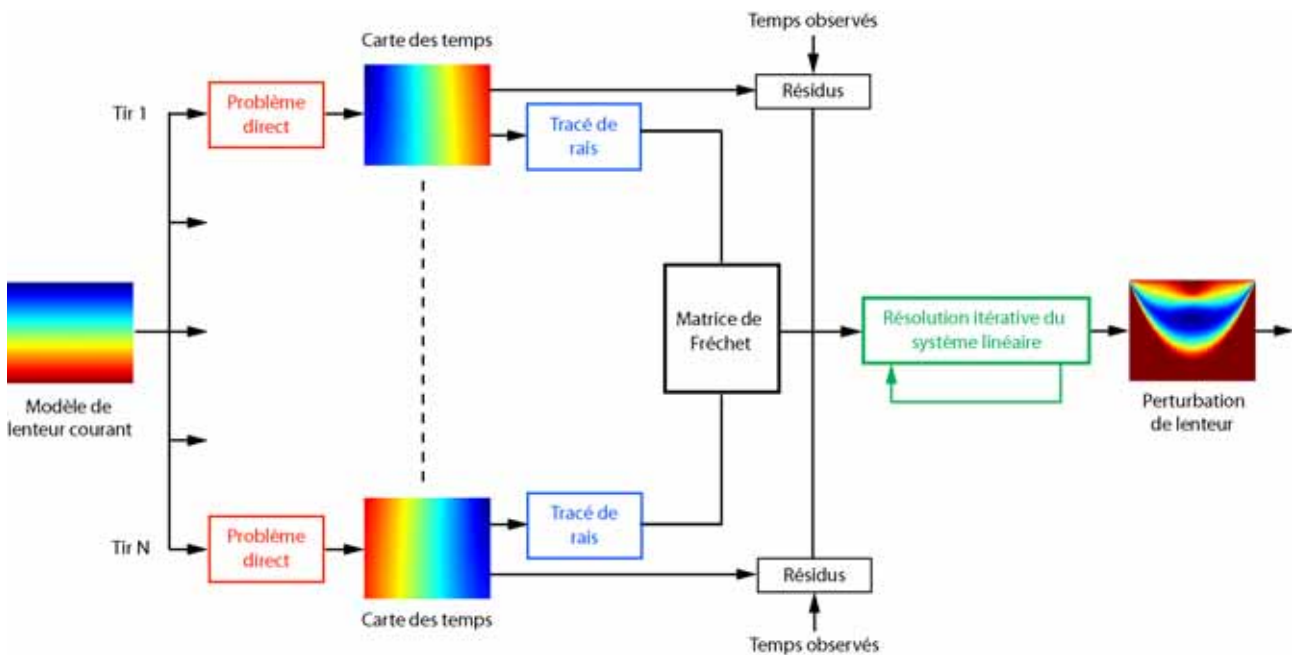 Temps observés
Carte des temps
Résidus
Tir 1
Problème
direct
Tracé de
rais
Matrice de
Fréchet
Résolution itérative du
système linéaire
Modèle de
lenteur courant
Perturbation
de lenteur
Tir N
Problème
direct
Tracé de
rais
Résidus
Carte des temps
Temps observés